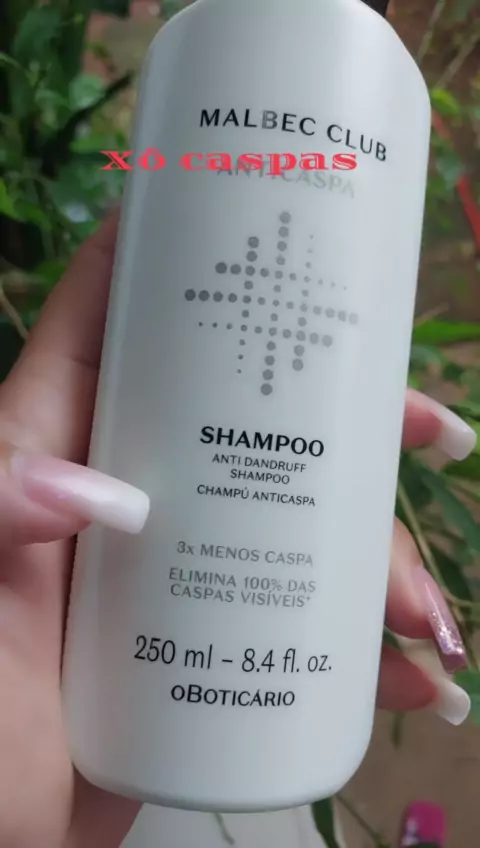 MALBEC CLUB
xô caspas
ANTICASPA
SHAMPOO
ANTI DANDRUFF
SHAMPOO
CHAMPÚ ANTICASPA
3x MENOS CASPA
ELIMINA 100% DAS
CASPAS VISÍVEIS*
250 ml – 8.4 fl. oz.
oBOTICÁRIO